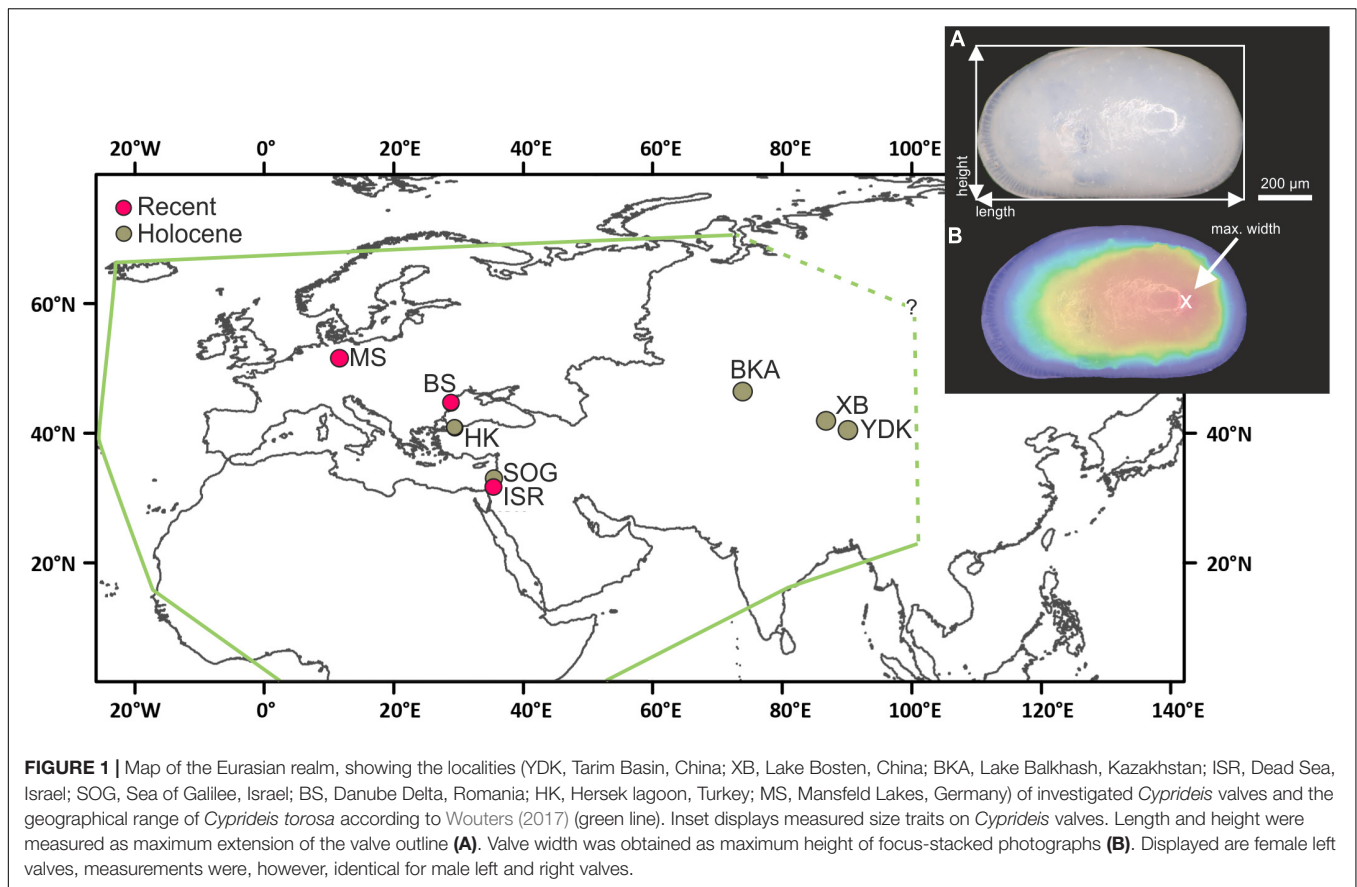 A
height
length
200 µm
B
max. width
x
20°W 0° 20°E 40°E 60°E 80°E 100°E
Recent
Holocene
60°N
40°N
20°N
?
MS
BS
HK
SOG
ISR
BKA
XB
YDK
40°N
20°N
20°W 0° 20°E 40°E 60°E 80°E 100°E 120°E 140°E
FIGURE 1 | Map of the Eurasian realm, showing the localities (YDK, Tarim Basin, China; XB, Lake Bosten, China; BKA, Lake Balkhash, Kazakhstan; ISR, Dead Sea,
Israel; SOG, Sea of Galilee, Israel; BS, Danube Delta, Romania; HK, Hersek lagoon, Turkey; MS, Mansfeld Lakes, Germany) of investigated Cyprideis valves and the
geographical range of Cyprideis torosa according to Wouters (2017) (green line). Inset displays measured size traits on Cyprideis valves. Length and height were
measured as maximum extension of the valve outline (A). Valve width was obtained as maximum height of focus-stacked photographs (B). Displayed are female left
valves, measurements were, however, identical for male left and right valves.